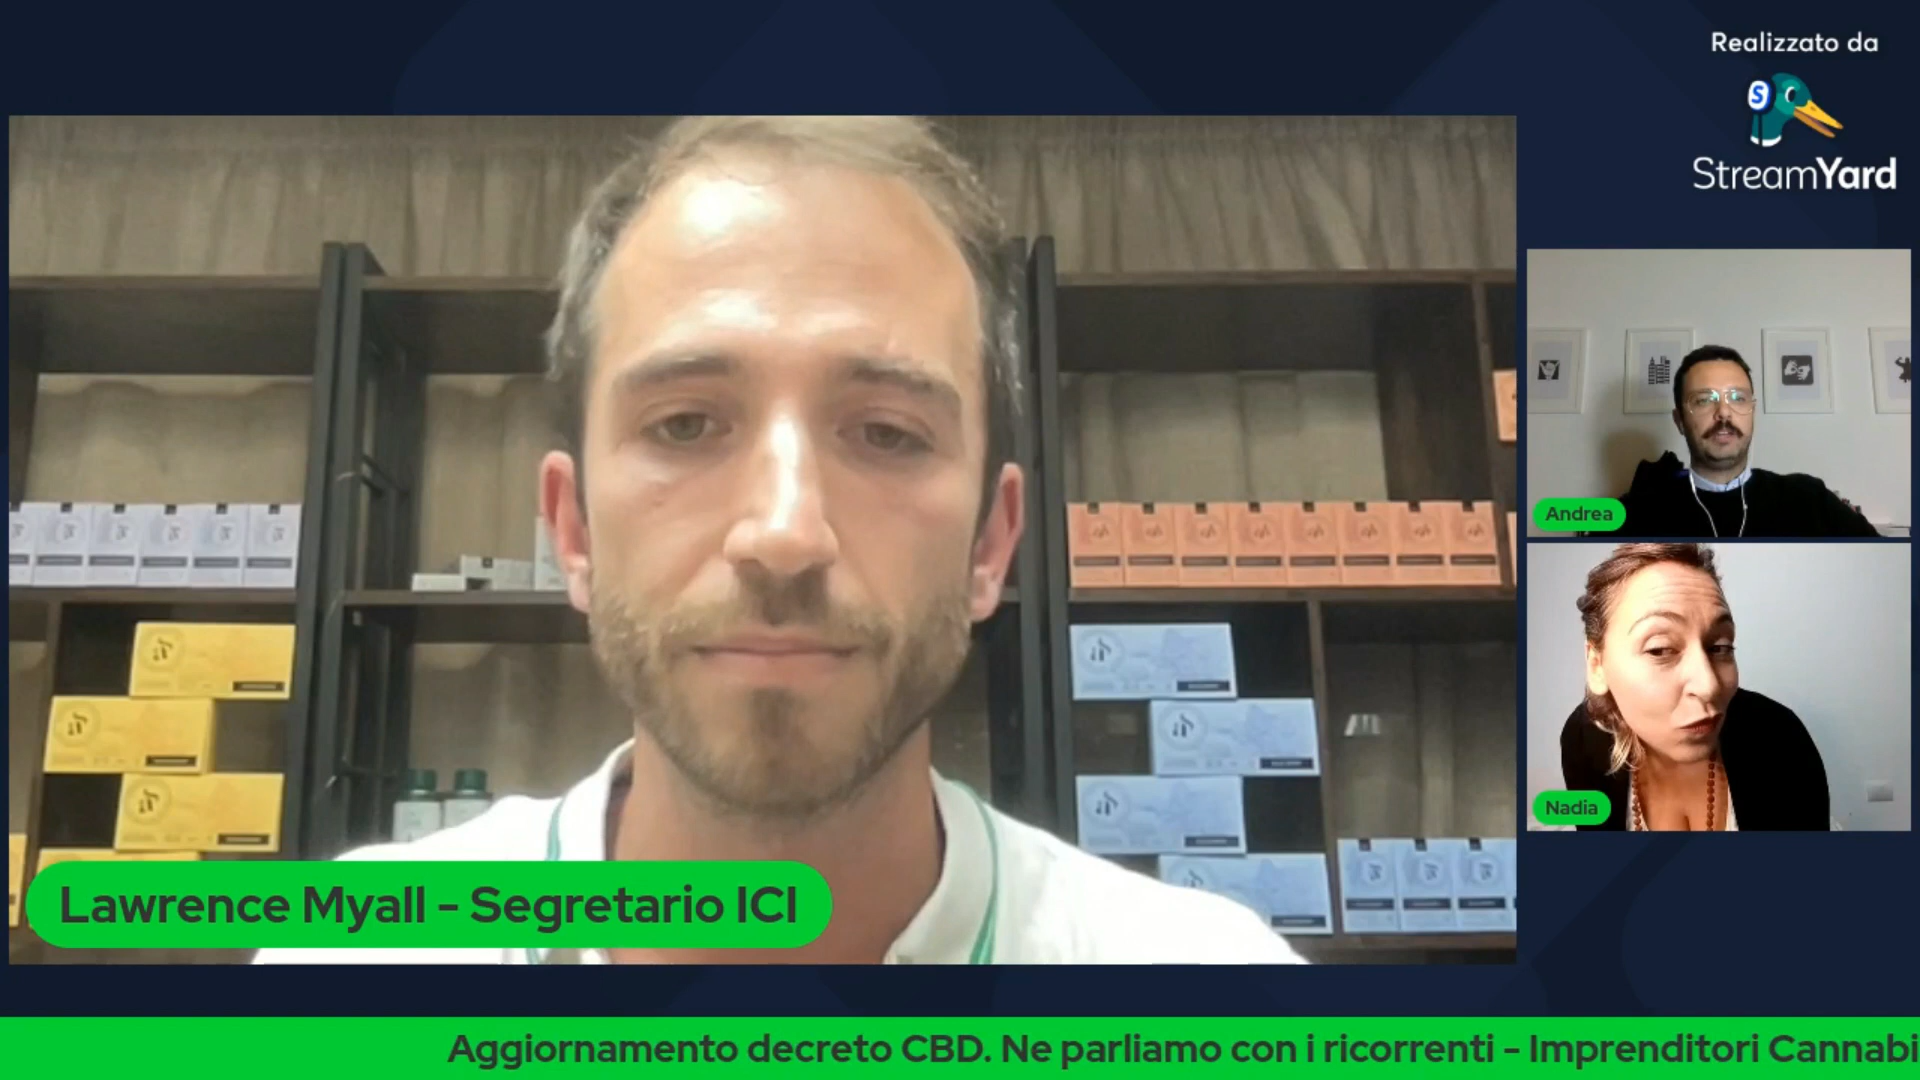 Realizzato da
S
StreamYard
Andrea
Nadia
Lawrence Myall - Segretario ICI
Aggiornamento decreto CBD. Ne parliamo con i ricorrenti - Imprenditori Cannabi